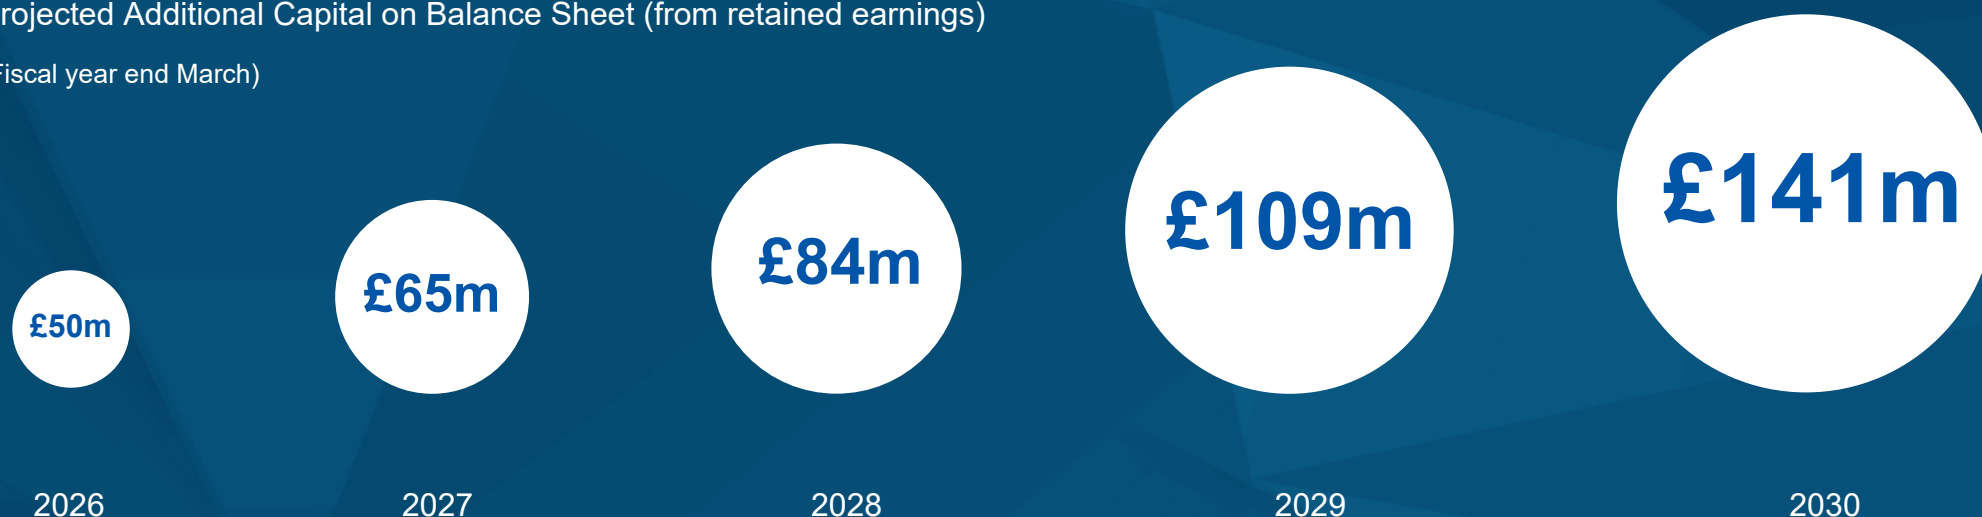 rojected Additional Capital on Balance Sheet (from retained earnings)
Fiscal year end March)
£50m
£65m
£84m
£109m
£141m
2026
2027
2028
2029
2030